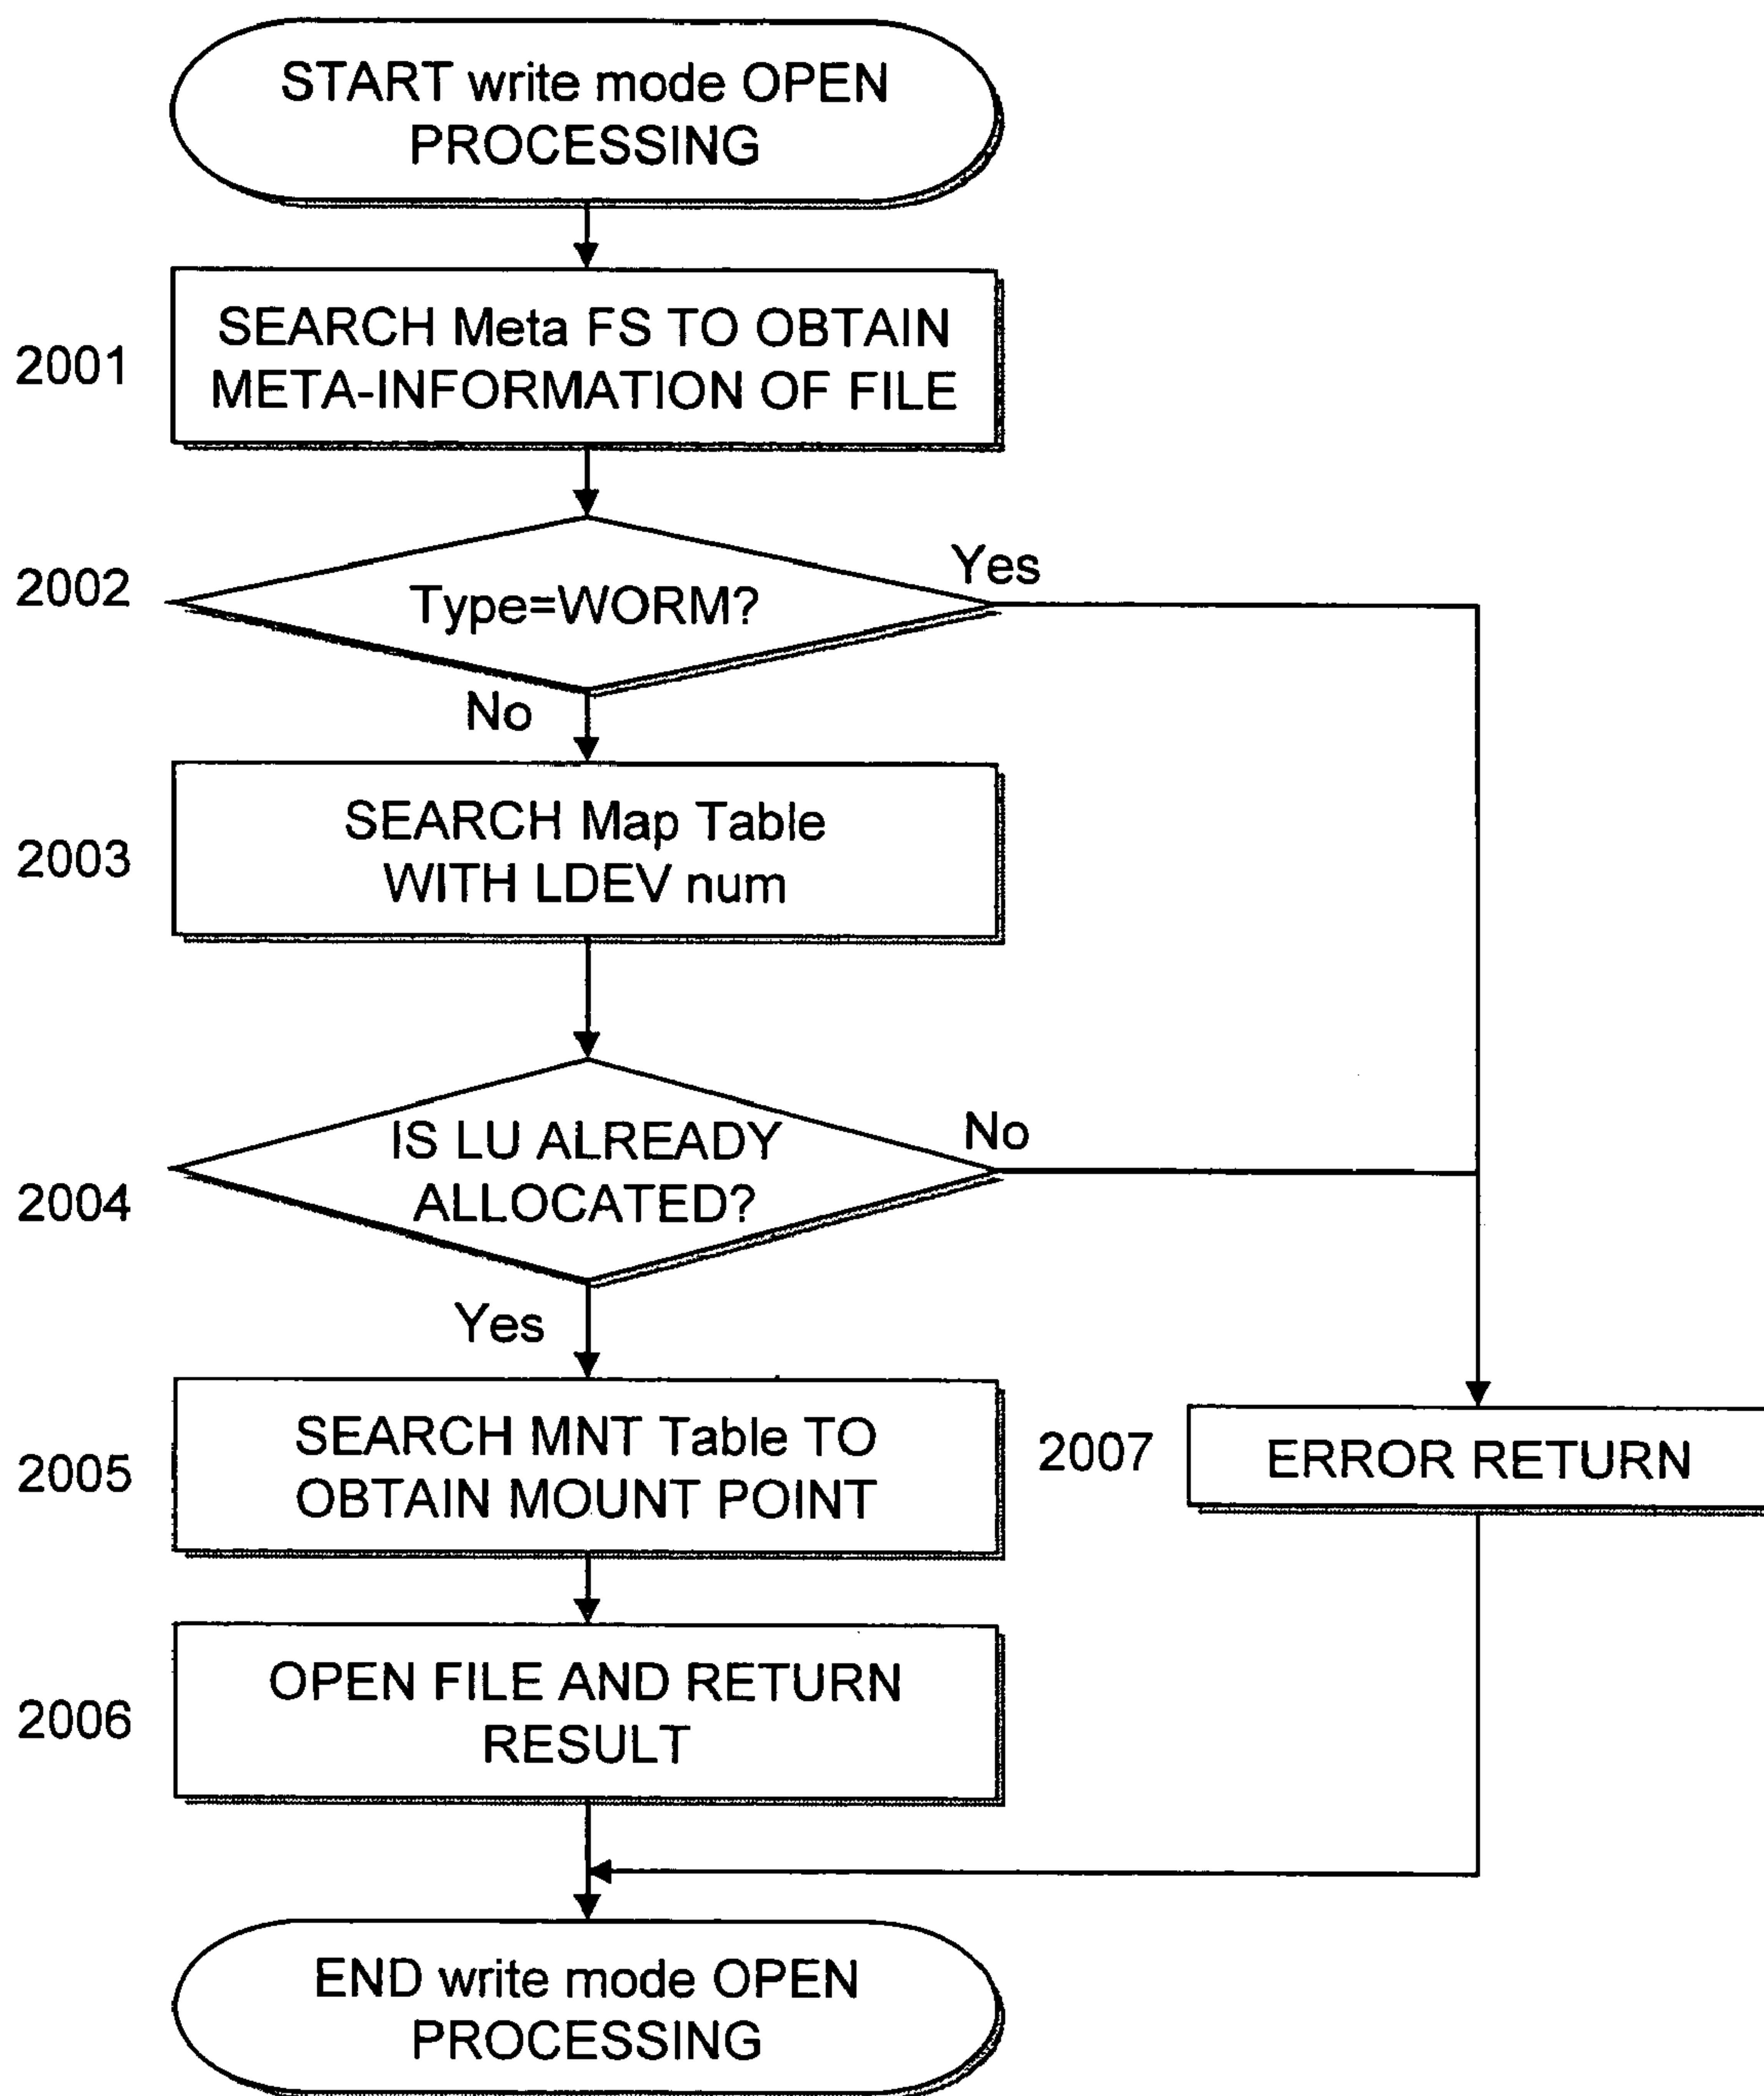 START write mode OPEN
PROCESSING
2001
SEARCH Meta FS TO OBTAIN
META-INFORMATION OF FILE
2002
Type=WORM?
Yes
No
2003
SEARCH Map Table
WITH LDEV num
2004
IS LU ALREADY
ALLOCATED?
No
Yes
2005
SEARCH MNT Table TO
OBTAIN MOUNT POINT
2007
ERROR RETURN
2006
OPEN FILE AND RETURN
RESULT
END write mode OPEN
PROCESSING